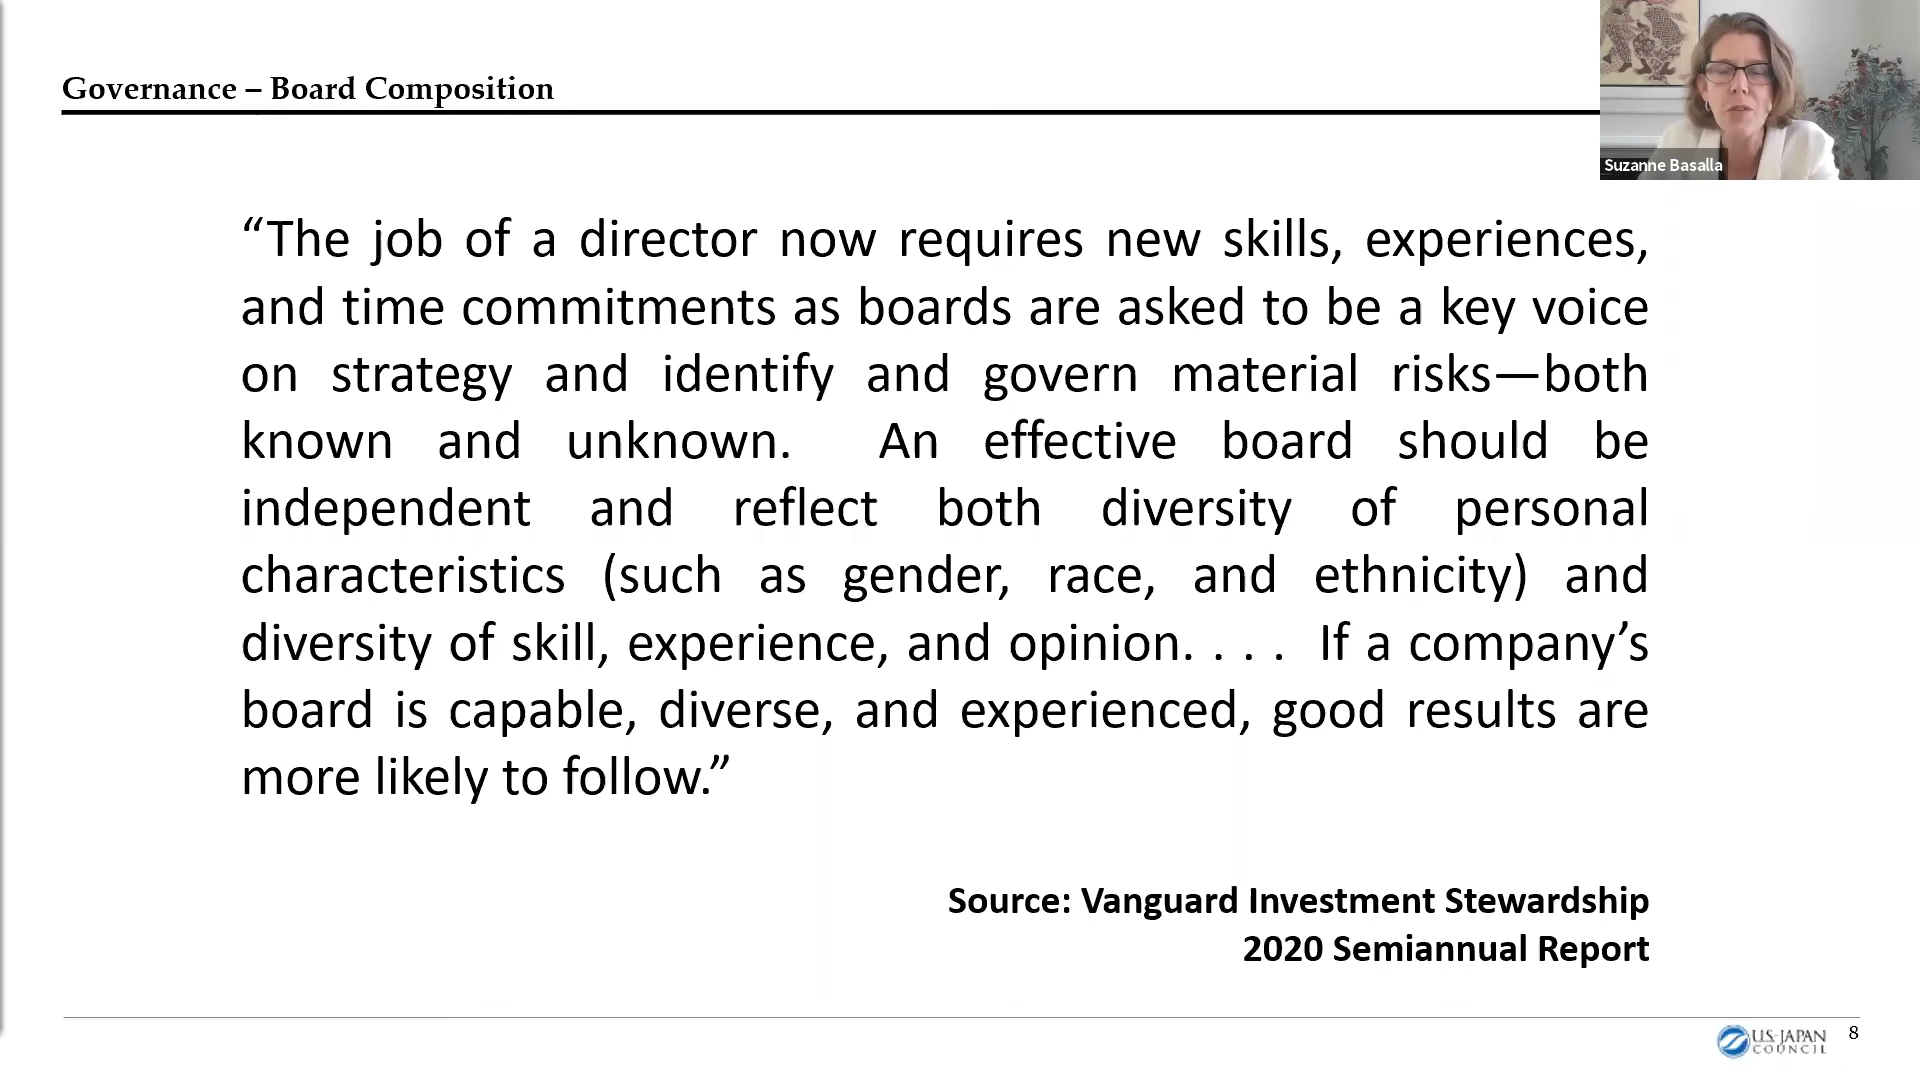 Governance – Board Composition
Suzanne Basalla
“The job of a director now requires new skills, experiences,
and time commitments as boards are asked to be a key voice
on strategy and identify and govern material risks—both
known and unknown. An effective board should be
independent and reflect both diversity of personal
characteristics (such as gender, race, and ethnicity) and
diversity of skill, experience, and opinion. . . . If a company’s
board is capable, diverse, and experienced, good results are
more likely to follow.”
Source: Vanguard Investment Stewardship
2020 Semiannual Report
U.S.-JAPAN
COUNCIL
8